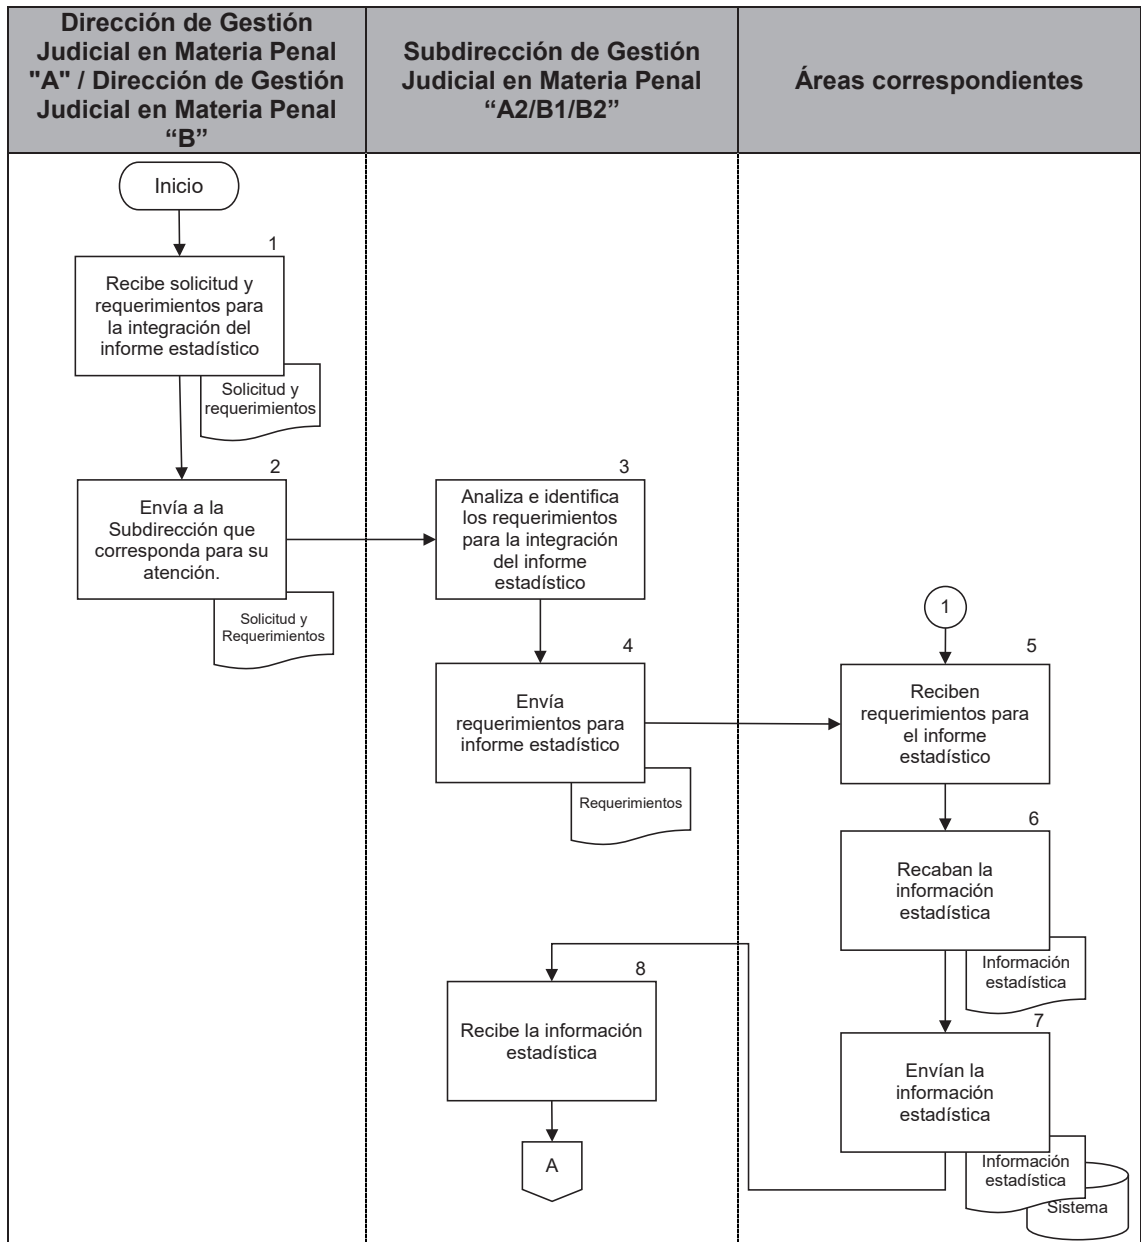 Dirección de Gestión
Judicial en Materia Penal
"A" / Dirección de Gestión
Judicial en Materia Penal
“B”
Subdirección de Gestión
Judicial en Materia Penal
“A2/B1/B2”
Áreas correspondientes
Inicio
1
Recibe solicitud y
requerimientos para
la integración del
informe estadístico
Solicitud y
requerimientos
2
Envía a la
Subdirección que
corresponda para su
atención.
Solicitud y
Requerimientos
3
Analiza e identifica
los requerimientos
para la integración
del informe
estadístico
4
Envía
requerimientos para
informe estadístico
Requerimientos
1
5
Reciben
requerimientos para
el informe
estadístico
6
Recaban la
información
estadística
Información
estadística
7
Envían la
información
estadística
Información
estadística
Sistema
8
Recibe la información
estadística
A